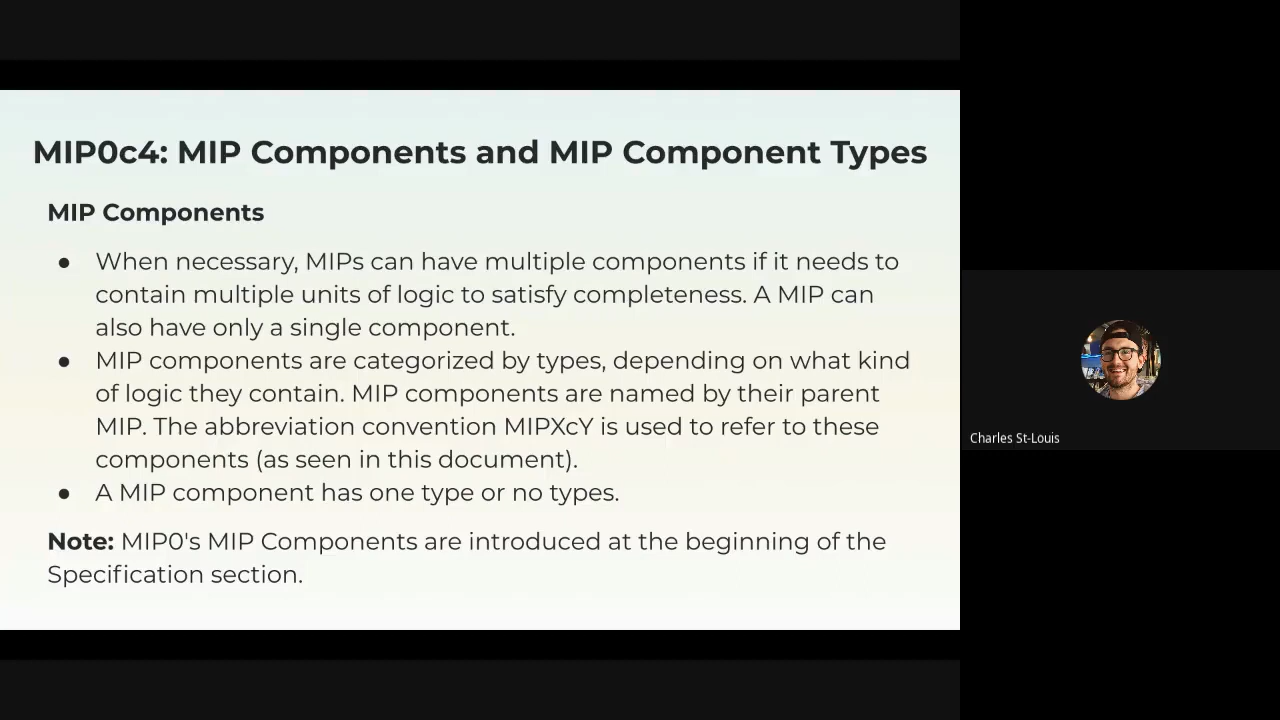 MIP0c4: MIP Components and MIP Component Types
MIP Components
● When necessary, MIPs can have multiple components if it needs to
contain multiple units of logic to satisfy completeness. A MIP can
also have only a single component.
● MIP components are categorized by types, depending on what kind
of logic they contain. MIP components are named by their parent
MIP. The abbreviation convention MIPXcY is used to refer to these
components (as seen in this document).
● A MIP component has one type or no types.
Note: MIP0's MIP Components are introduced at the beginning of the
Specification section.
Charles St-Louis